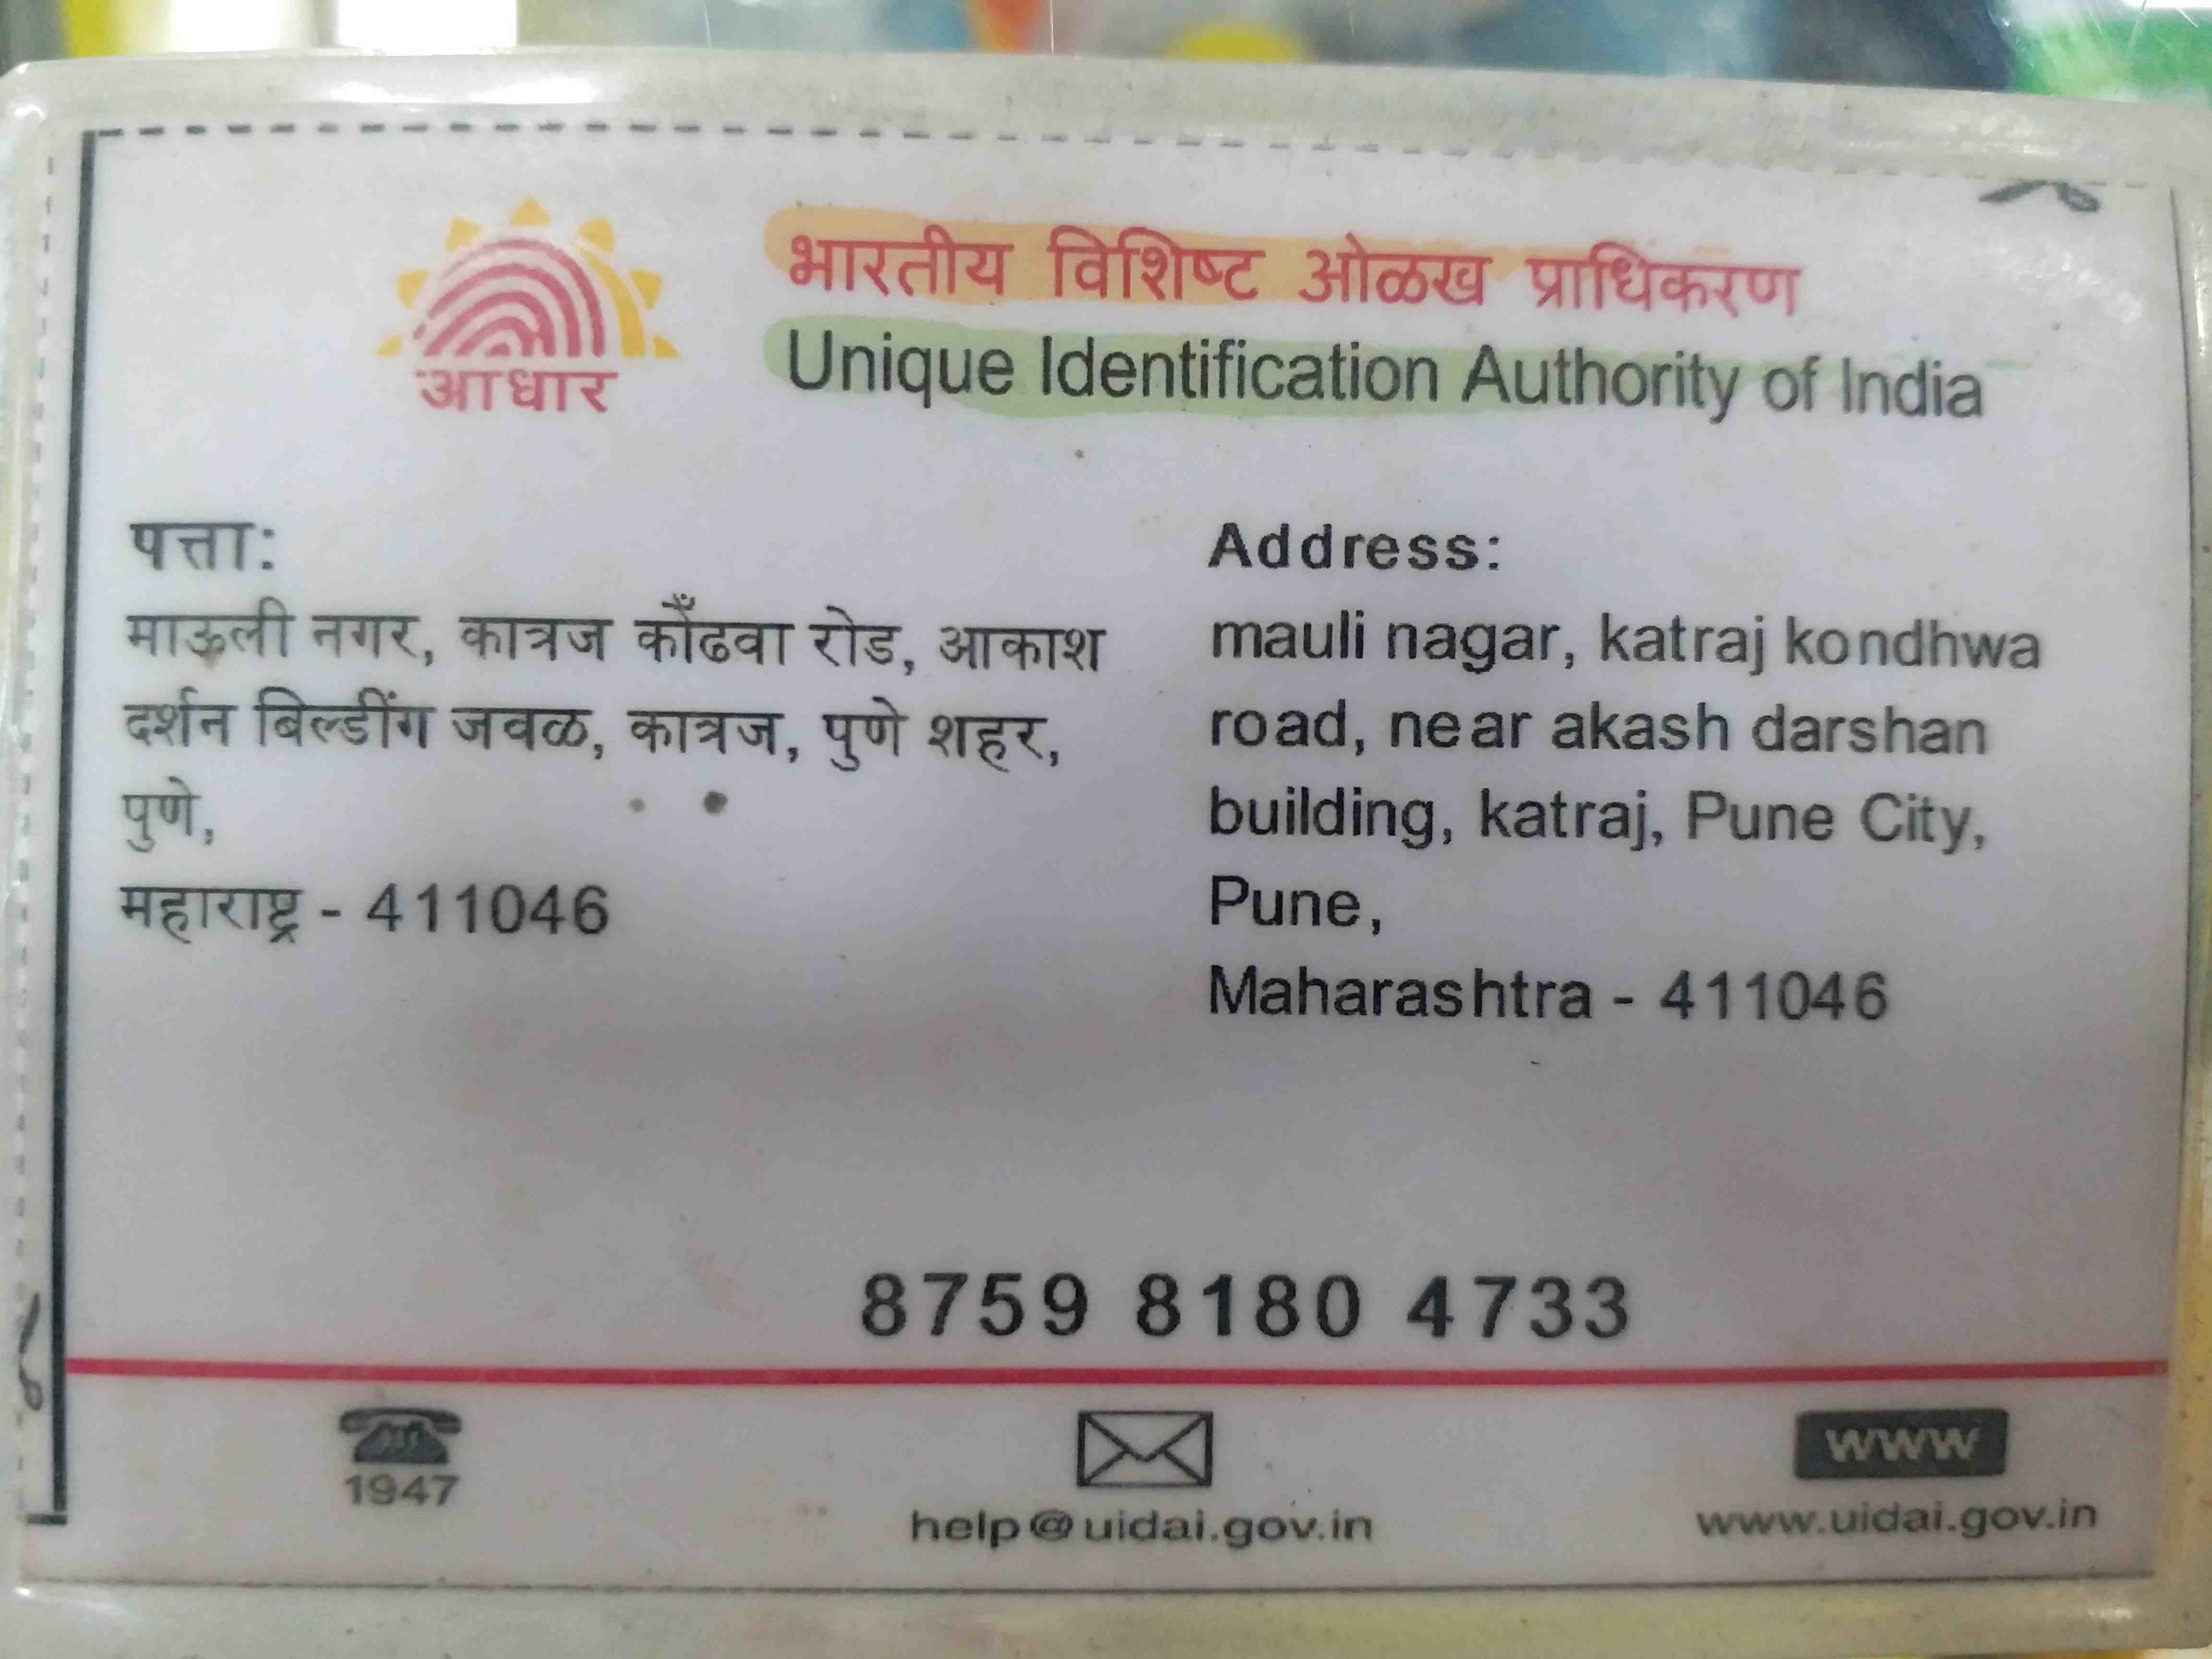 आधार
भारतीय विशिष्ट ओळख प्राधिकरण
Unique Identification Authority of India
पत्ता:
माऊली नगर, कात्रज कौंढवा रोड, आकाश
दर्शन बिल्डींग जवळ, कात्रज, पुणे शहर,
पुणे,
महाराष्ट्र - 411046
Address:
mauli nagar, katraj kondhwa
road, near akash darshan
building, katraj, Pune City,
Pune,
Maharashtra - 411046
8759 8180 4733
1947
help@uidai.gov.in
www
www.uidai.gov.in